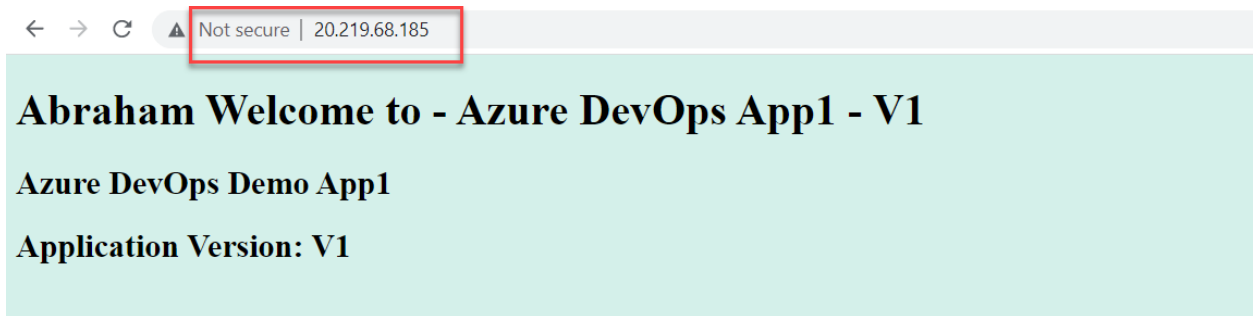 Not secure | 20.219.68.185
Abraham Welcome to - Azure DevOps App1 - V1
Azure DevOps Demo App1
Application Version: V1